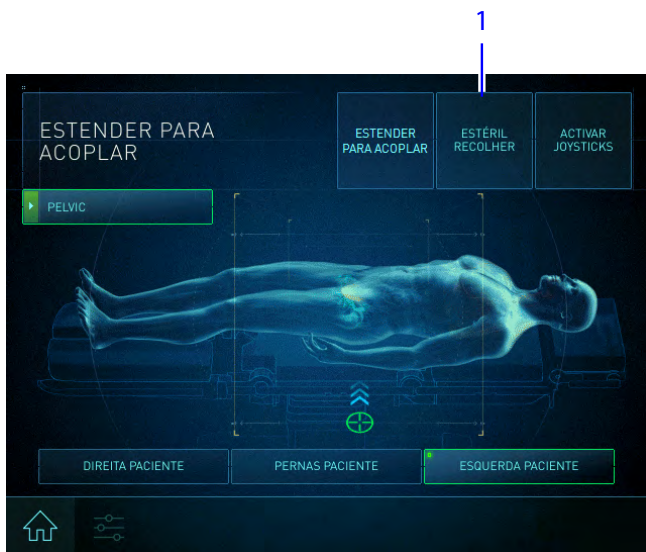 1
ESTENDER PARA
ACOPLAR
ESTENDER
PARA ACOPLAR
ESTÉRIL
RECOLHER
ACTIVAR
JOYSTICKS
PELVIC
DIREITA PACIENTE
PERNAS PACIENTE
ESQUERDA PACIENTE